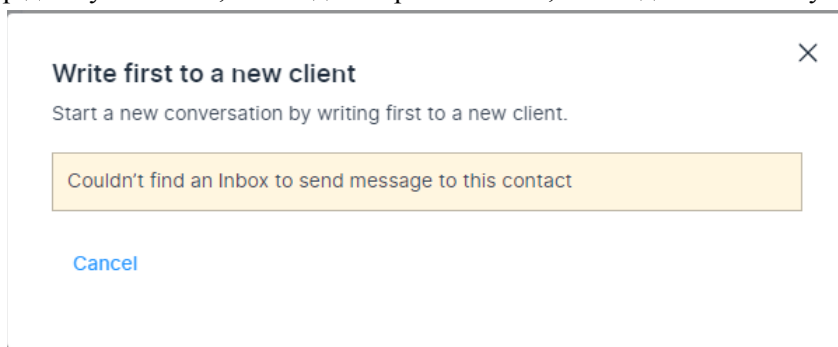 Write first to a new client
Start a new conversation by writing first to a new client.
Couldn't find an Inbox to send message to this contact
Cancel